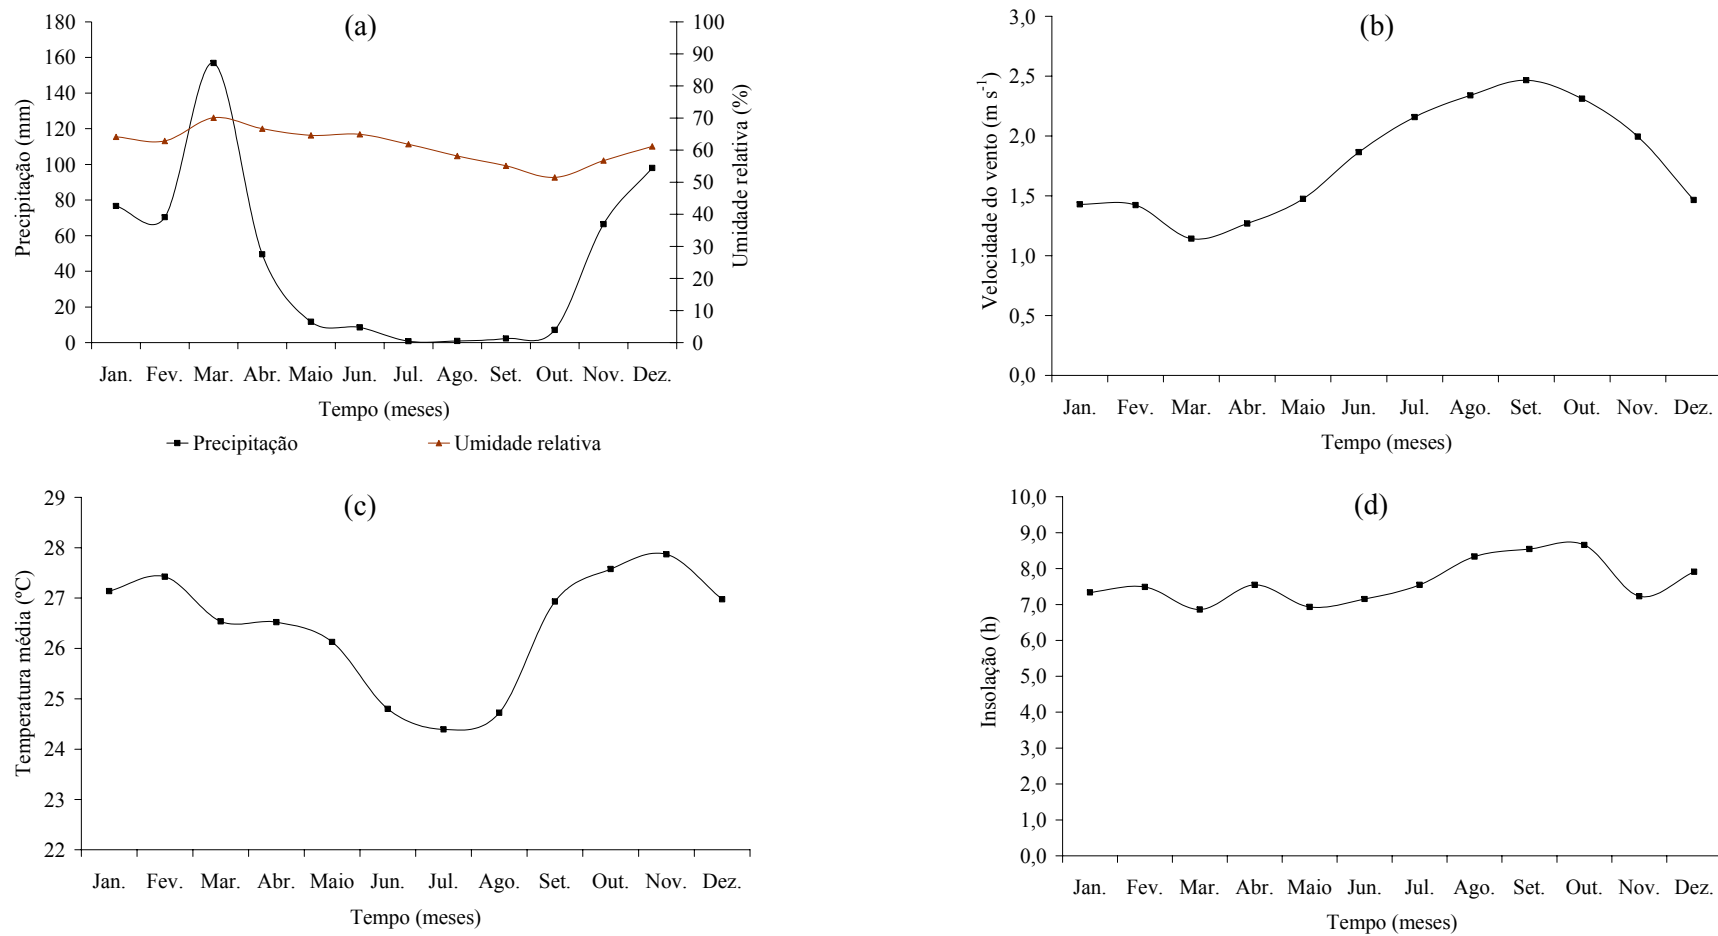 (a)
180
160
140
120
100
80
60
40
20
0
Precipitação (mm)
100
90
80
70
60
50
40
30
20
10
0
Umidade relativa (%)
Jan. Fev. Mar. Abr. Maio Jun. Jul. Ago. Set. Out. Nov. Dez.
Tempo (meses)
Precipitação Umidade relativa
(b)
3,0
2,5
2,0
1,5
1,0
0,5
0,0
Velocidade do vento (m s-1)
Jan. Fev. Mar. Abr. Maio Jun. Jul. Ago. Set. Out. Nov. Dez.
Tempo (meses)
(c)
29
28
27
26
25
24
23
22
Temperatura média (ºC)
Jan. Fev. Mar. Abr. Maio Jun. Jul. Ago. Set. Out. Nov. Dez.
Tempo (meses)
(d)
10,0
9,0
8,0
7,0
6,0
5,0
4,0
3,0
2,0
1,0
0,0
Insolação (h)
Jan. Fev. Mar. Abr. Maio Jun. Jul. Ago. Set. Out. Nov. Dez.
Tempo (meses)